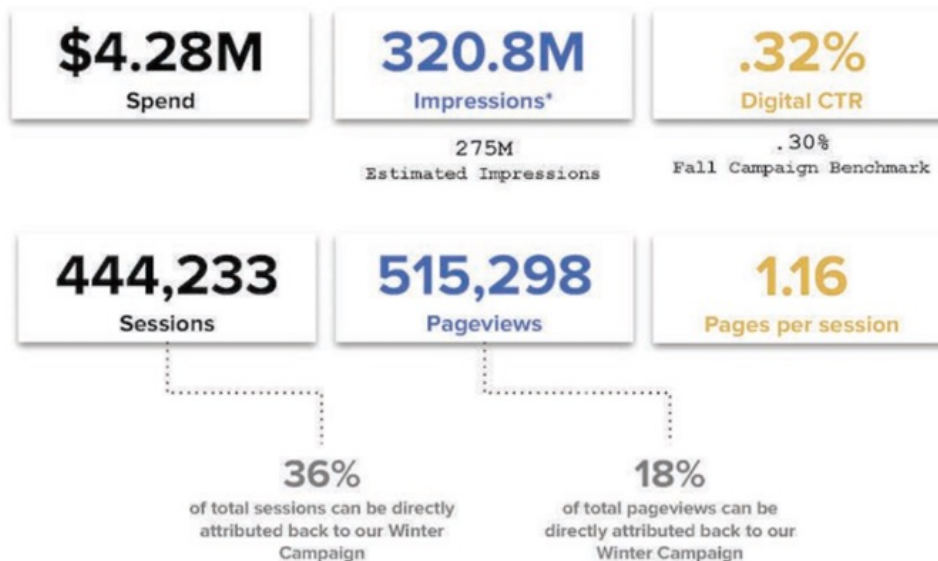 $4.28M
Spend
320.8M
Impressions*
275M
Estimated Impressions
.32%
Digital CTR
.30%
Fall Campaign Benchmark
444,233
Sessions
515,298
Pageviews
1.16
Pages per session
36%
of total sessions can be directly
attributed back to our Winter
Campaign
18%
of total pageviews can be
directly attributed back to our
Winter Campaign